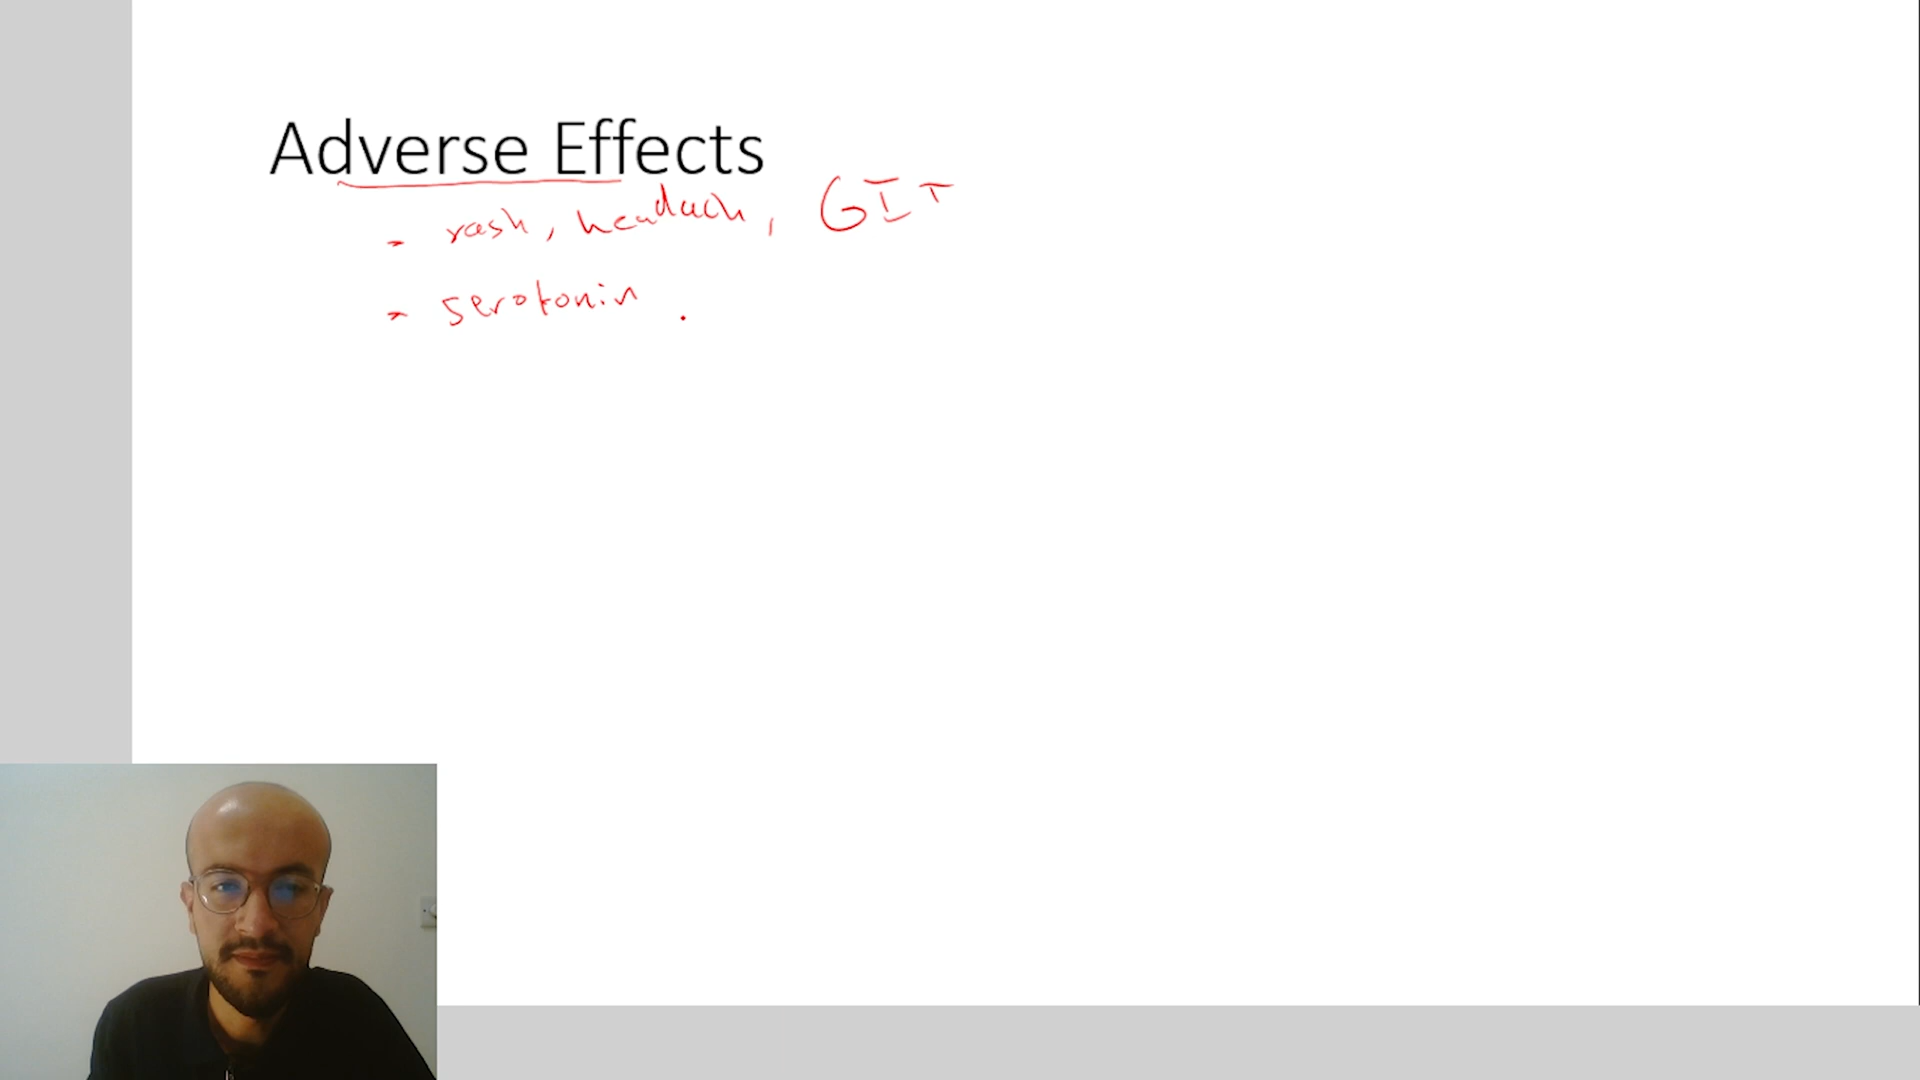 Adverse Effects
- rash, headach, GIT
- serotonin